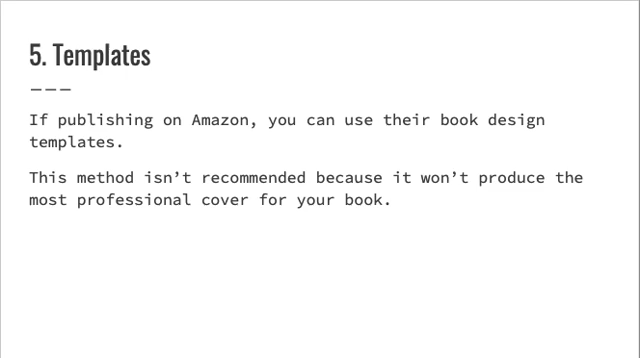 5. Templates
If publishing on Amazon, you can use their book design
templates.
This method isn’t recommended because it won’t produce the
most professional cover for your book.